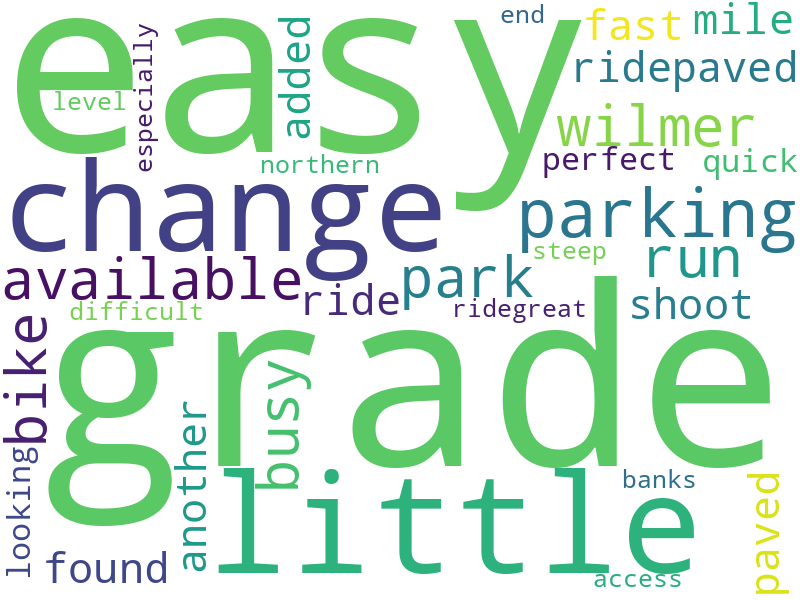 easy
end
fast
mile
added
especially
level
ridepaved
wilmer
northern
perfect
quick
change
parking
steep
run
available
park
ride
ridegreat
shoot
difficult
bike
grade
busy
another
looking
little
banks
paved
found
access